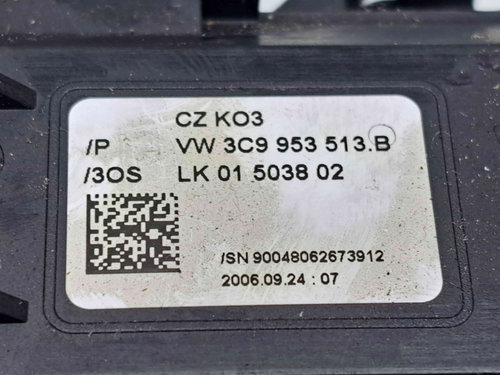 CZ KO3
/P VW 3C9 953 513.B
/3OS LK 01 5038 02
/SN 90048062673912
2006.09.24 : 07